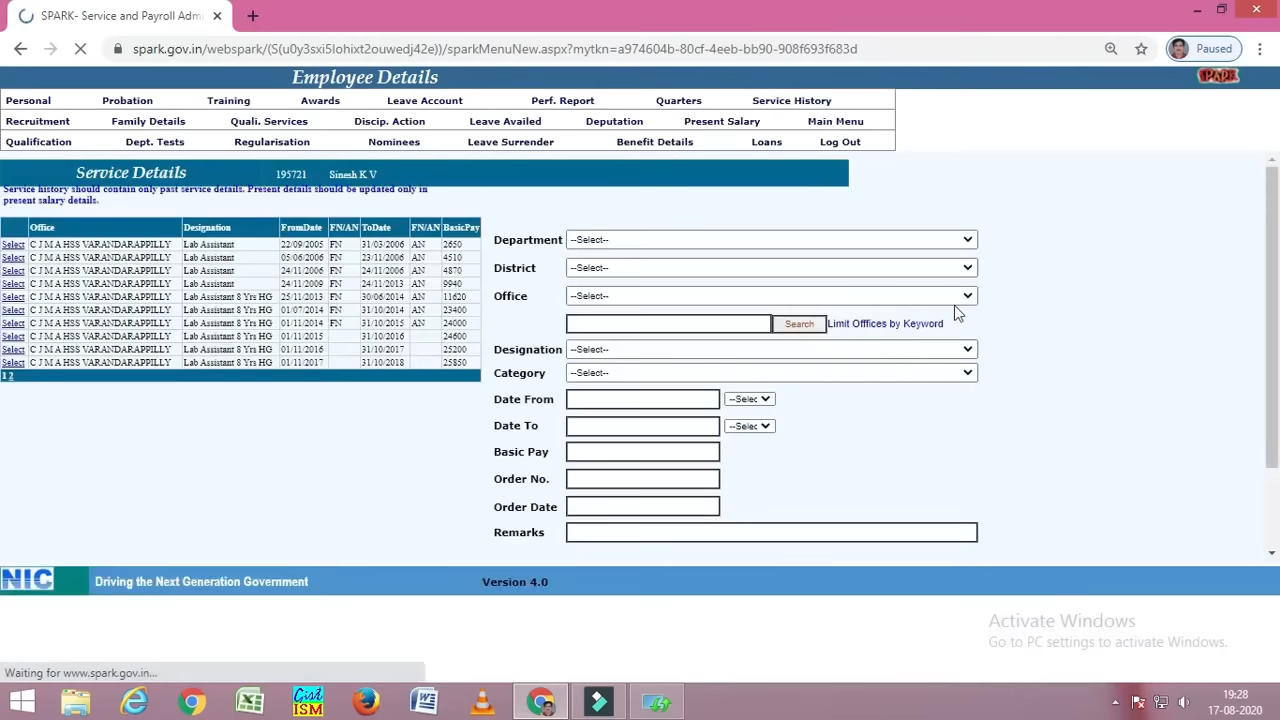 SPARK- Service and Payroll Adm
spark.gov.in/webspark/(S(u0y3sxi5lohixt2ouwedj42e))/sparkMenuNew.aspx?mytkn=a974604b-80cf-4eeb-bb90-908f693f683d
Paused
Employee Details
SPARK
Personal Probation Training Awards Leave Account Perf. Report Quarters Service History
Recruitment Family Details Quali. Services Discip. Action Leave Availed Deputation Present Salary Main Menu
Qualification Dept. Tests Regularisation Nominees Leave Surrender Benefit Details Loans Log Out
Service Details 195721 Sinesh K V
Service history should contain only past service details. Present details should be updated only in
present salary details.
Office Designation FromDate FN/AN ToDate FN/AN BasicPay
Select C J M A HSS VARANDARAPPILLY Lab Assistant 22/09/2005 FN 31/03/2006 AN 2650
Select C J M A HSS VARANDARAPPILLY Lab Assistant 05/06/2006 FN 23/11/2006 AN 4510
Select C J M A HSS VARANDARAPPILLY Lab Assistant 24/11/2006 FN 24/11/2006 AN 4870
Select C J M A HSS VARANDARAPPILLY Lab Assistant 24/11/2009 FN 24/11/2013 AN 9940
Select C J M A HSS VARANDARAPPILLY Lab Assistant 8 Yrs HG 25/11/2013 FN 30/06/2014 AN 11620
Select C J M A HSS VARANDARAPPILLY Lab Assistant 8 Yrs HG 01/07/2014 FN 31/10/2014 AN 23400
Select C J M A HSS VARANDARAPPILLY Lab Assistant 8 Yrs HG 01/11/2014 FN 31/10/2015 AN 24000
Select C J M A HSS VARANDARAPPILLY Lab Assistant 8 Yrs HG 01/11/2015 31/10/2016 24600
Select C J M A HSS VARANDARAPPILLY Lab Assistant 8 Yrs HG 01/11/2016 31/10/2017 25200
Select C J M A HSS VARANDARAPPILLY Lab Assistant 8 Yrs HG 01/11/2017 31/10/2018 25850
1 2
Department --Select--
District --Select--
Office --Select--
Search Limit Offfices by Keyword
Designation --Select--
Category --Select--
Date From --Selec
Date To --Selec
Basic Pay
Order No.
Order Date
Remarks
NIC Driving the Next Generation Government Version 4.0
Activate Windows
Go to PC settings to activate Windows.
Waiting for www.spark.gov.in...
Gist
ISM
19:28
17-08-2020